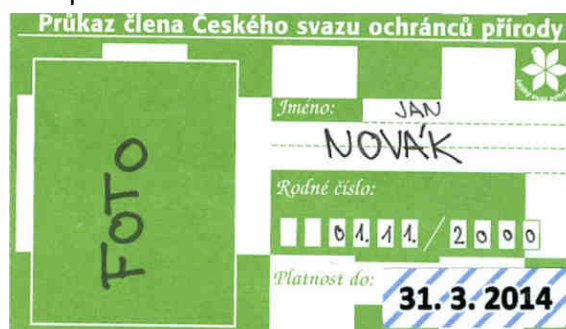 Průkaz člena Českého svazu ochránců přírody
FOTO
Jméno: JAN
NOVÁK
Rodné číslo:
01.11./2000
Platnost do:
31. 3. 2014